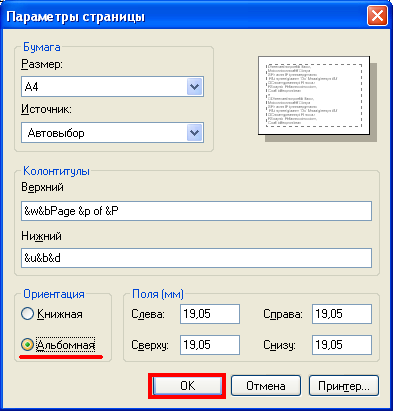 Параметры страницы
Бумага
Размер:
A4
Источник:
Автовыбор
Колонтитулы
Верхний
&w&bPage &p of &P
Нижний
&u&b&d
Ориентация
Книжная
Альбомная
Поля (мм)
Слева: 19,05 Справа: 19,05
Сверху: 19,05 Снизу: 19,05
OK Отмена Принтер...